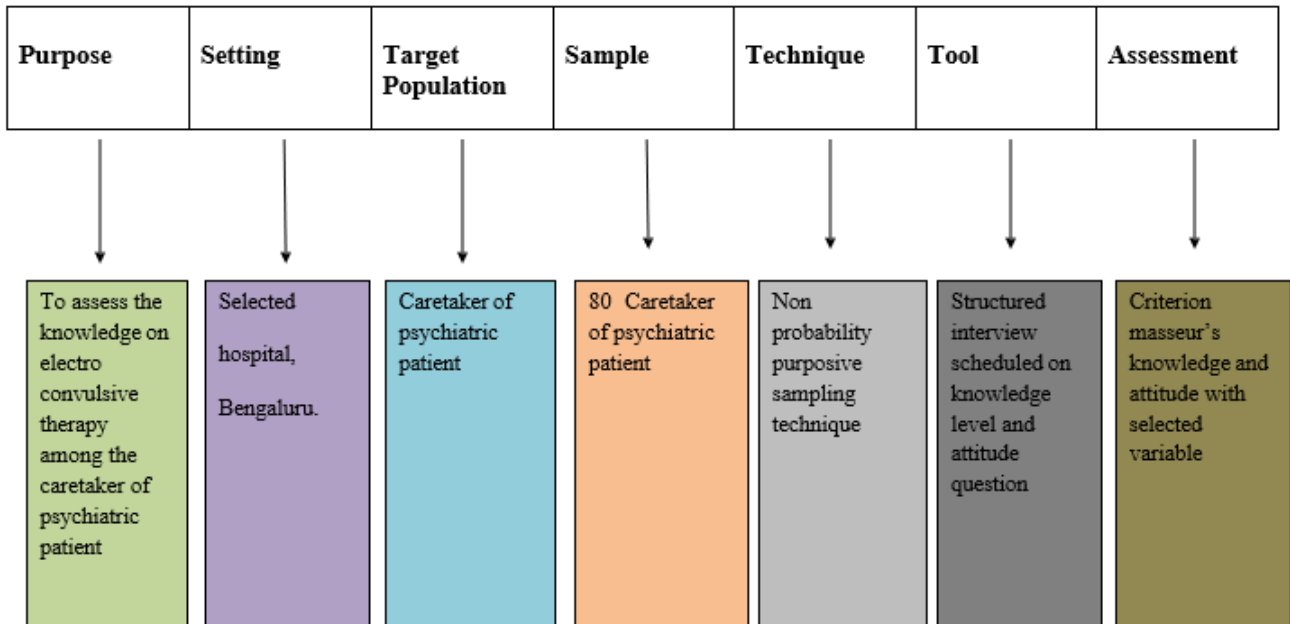 Purpose
Setting
Target
Population
Sample
Technique
Tool
Assessment
To assess the
knowledge on
electro
convulsive
therapy
among the
caretaker of
psychiatric
patient
Selected
hospital,
Bengaluru.
Caretaker of
psychiatric
patient
80 Caretaker
of psychiatric
patient
Non
probability
purposive
sampling
technique
Structured
interview
scheduled on
knowledge
level and
attitude
question
Criterion
masseur’s
knowledge and
attitude with
selected
variable